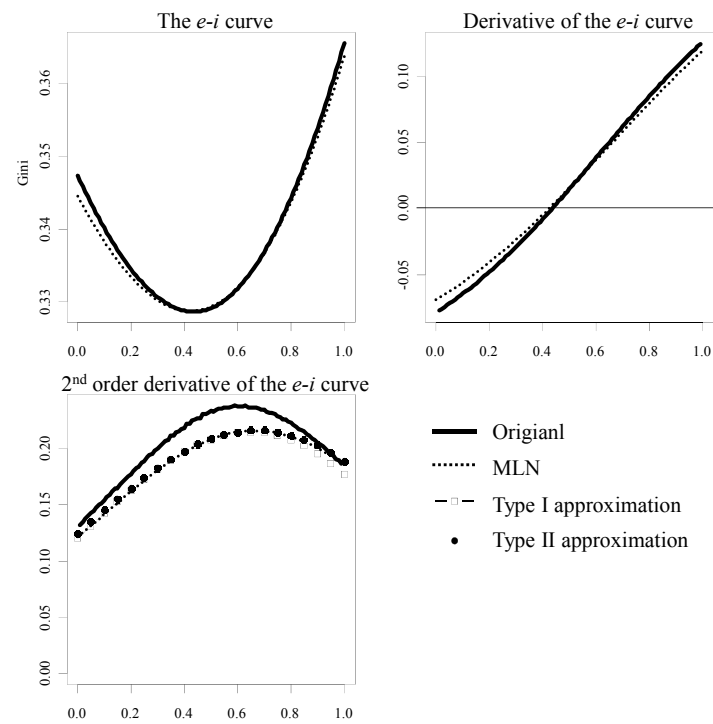 The e-i curve
Derivative of the e-i curve
Gini
0.36
0.35
0.34
0.33
0.0 0.2 0.4 0.6 0.8 1.0
0.10
0.05
0.00
-0.05
0.0 0.2 0.4 0.6 0.8 1.0
2nd order derivative of the e-i curve
0.20
0.15
0.10
0.05
0.00
0.0 0.2 0.4 0.6 0.8 1.0
Origianl
MLN
Type I approximation
Type II approximation